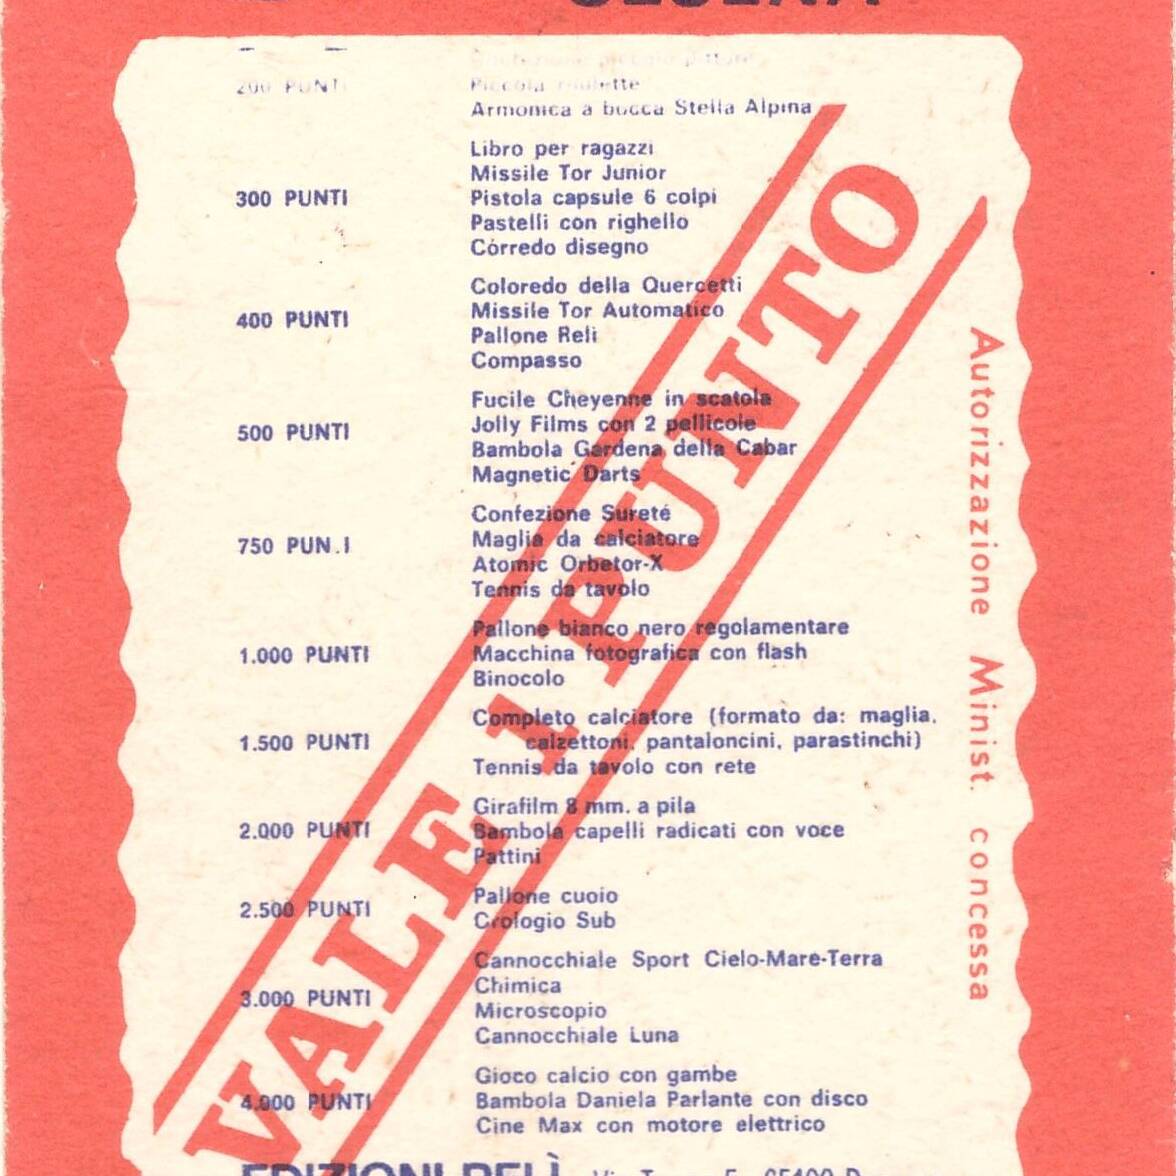 CESENA
Confezione piccolo pittore
200 PUNTI
Piccola roulette
Armonica a bocca Stella Alpina
Libro per ragazzi
Missile Tor Junior
300 PUNTI
Pistola capsule 6 colpi
Pastelli con righello
Córredo disegno
Coloredo della Quercetti
400 PUNTI
Missile Tor Automatico
Pallone Reli
Compasso
Fucile Cheyenne in scatola
500 PUNTI
Jolly Films con 2 pellicole
Bambola Gardena della Cabar
Magnetic Darts
Confezione Sureté
750 PUN.I
Maglia da calciatore
Atomic Orbetor-X
Tennis da tavolo
Pallone bianco nero regolamentare
1.000 PUNTI
Macchina fotografica con flash
Binocolo
Completo calciatore (formato da: maglia,
1.500 PUNTI
calzettoni, pantaloncini, parastinchi)
Tennis da tavolo con rete
Girafilm 8 mm. a pila
2.000 PUNTI
Bambola capelli radicati con voce
Pattini
Pallone cuoio
2.500 PUNTI
Orologio Sub
Cannocchiale Sport Cielo-Mare-Terra
3.000 PUNTI
Chimica
Microscopio
Cannocchiale Luna
Gioco calcio con gambe
4.000 PUNTI
Bambola Daniela Parlante con disco
Cine Max con motore elettrico
EDIZIONI RELÌ
VALE 1 PUNTO
Autorizzazione Minist. concessa